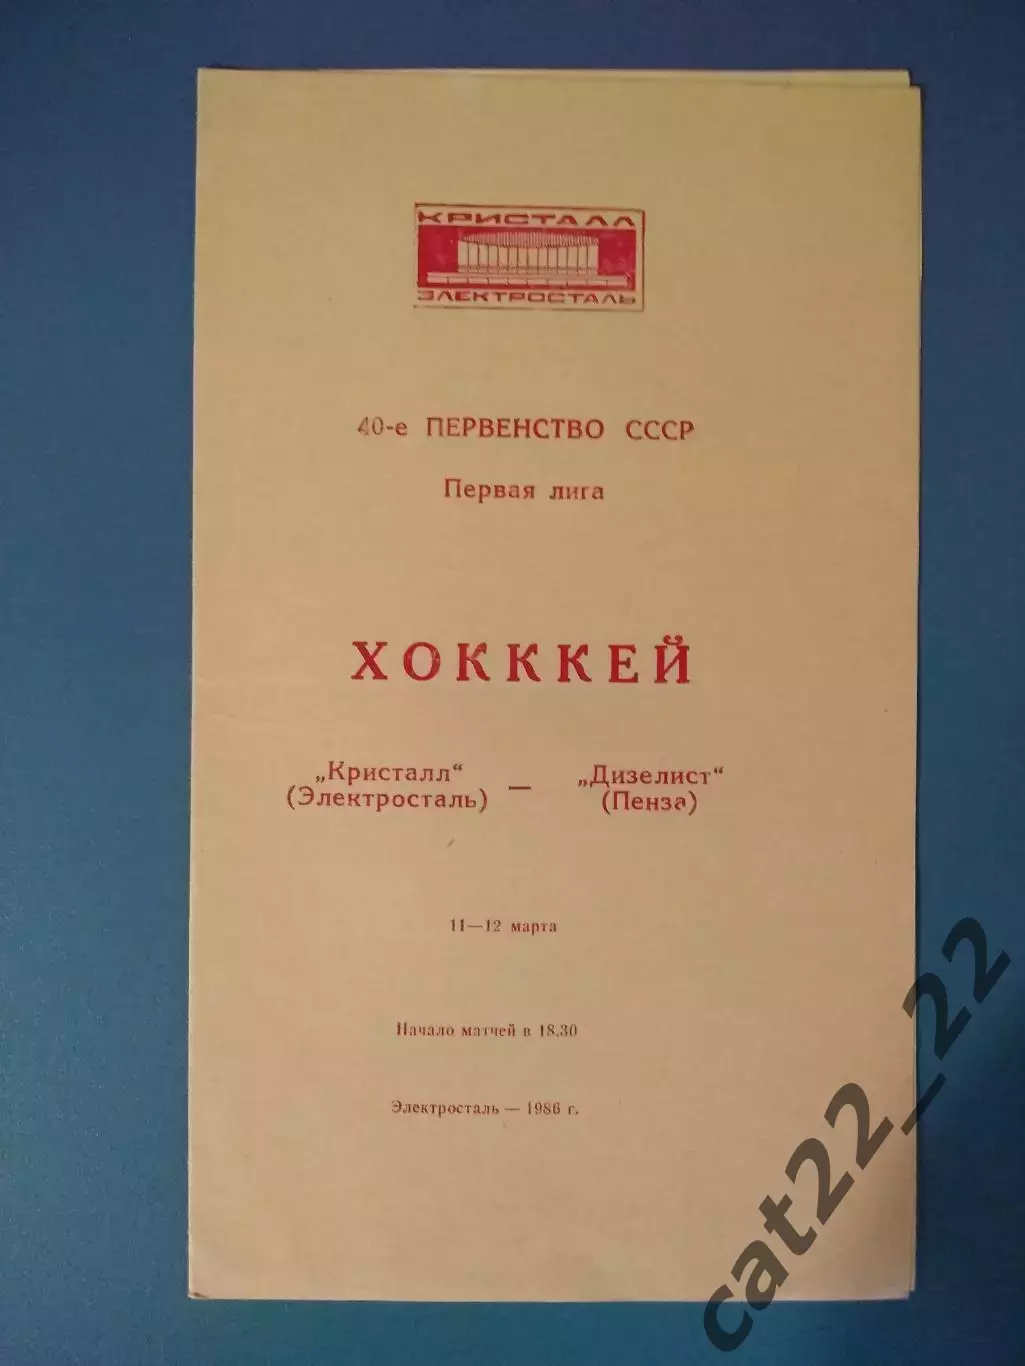 КРИСТАЛЛ
ЭЛЕКТРОСТАЛЬ
40-е ПЕРВЕНСТВО СССР
Первая лига
ХОКККЕЙ
„Кристалл“ — „Дизелист“
(Электросталь) (Пенза)
11—12 марта
Начало матчей в 18.30
Электросталь — 1986 г.
cat22_22